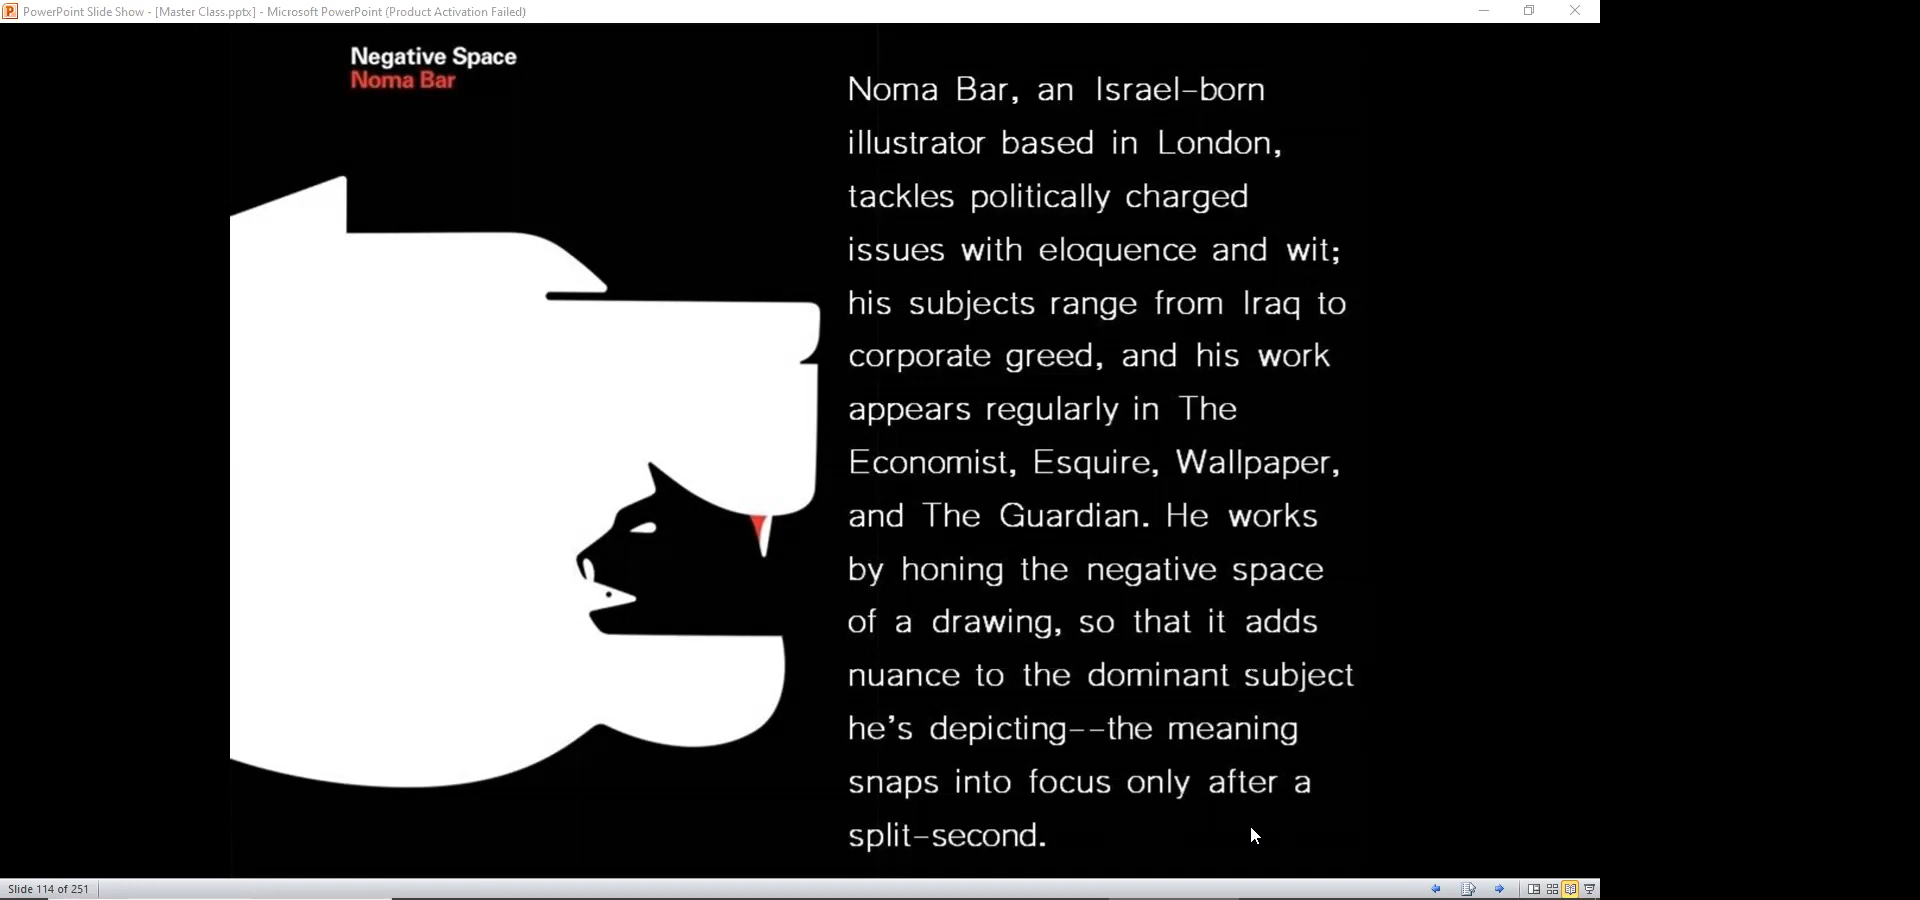 PowerPoint Slide Show - [Master Class.pptx] - Microsoft PowerPoint (Product Activation Failed)
Negative Space
Noma Bar
Noma Bar, an Israel-born
illustrator based in London,
tackles politically charged
issues with eloquence and wit;
his subjects range from Iraq to
corporate greed, and his work
appears regularly in The
Economist, Esquire, Wallpaper,
and The Guardian. He works
by honing the negative space
of a drawing, so that it adds
nuance to the dominant subject
he's depicting--the meaning
snaps into focus only after a
split-second.
Slide 114 of 251